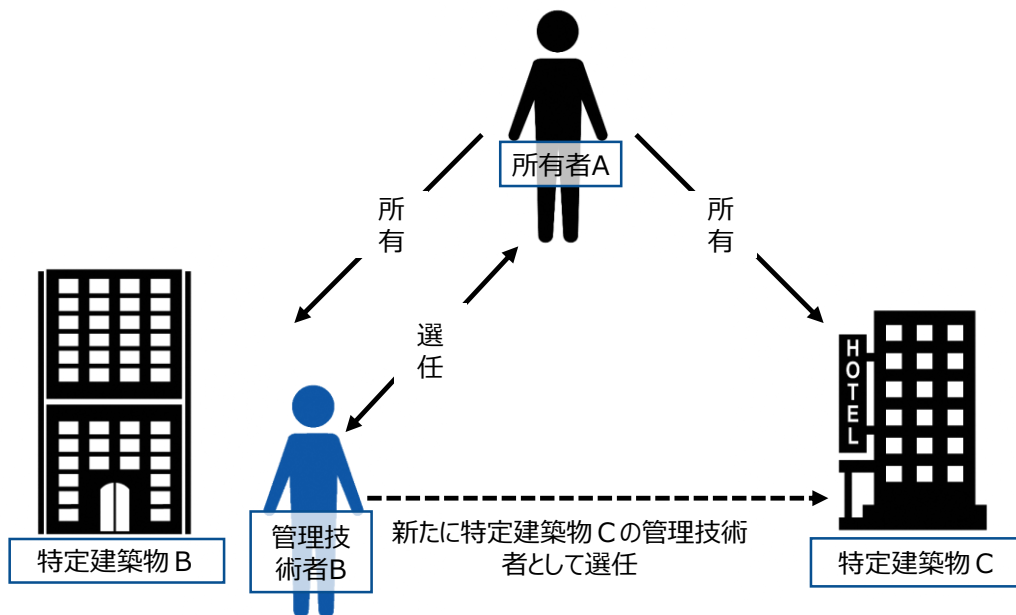 所有者A
所
有
所
有
選
任
HOTEL
特定建築物B
管理技
術者B
新たに特定建築物Cの管理技術
者として選任
特定建築物C